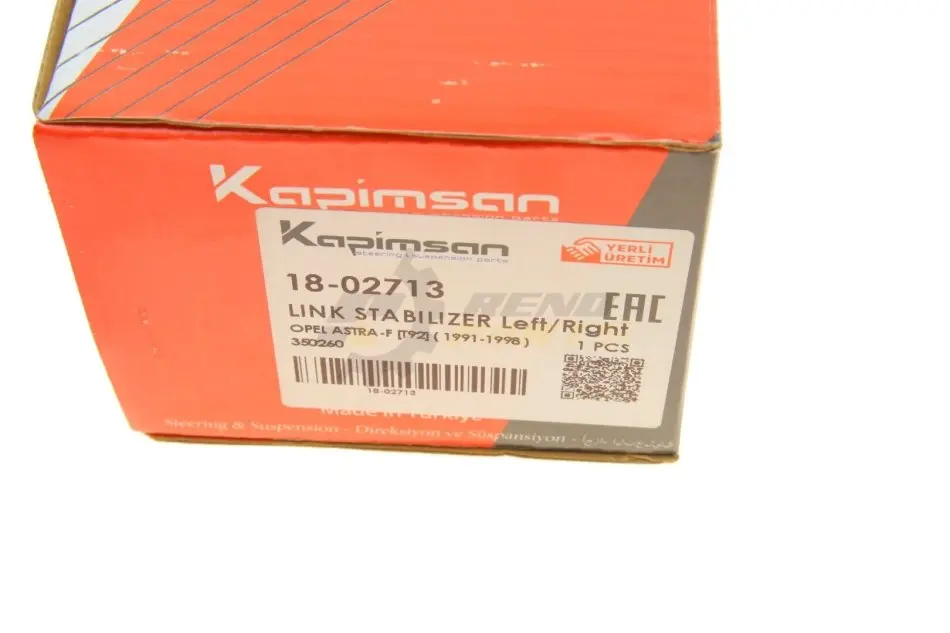 Kapimsan
Kapimsan
steering & suspension parts
YERLİ
ÜRETİM
18-02713
EAC
LINK STABILIZER Left/Right
OPEL ASTRA-F [T92] ( 1991-1998 )
350260
1 PCS
18-02713
Made in Türkiye
Steering & Suspension - Direksiyon ve Süspansiyon -